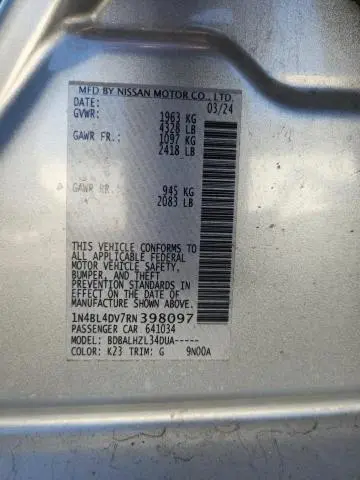 MFD BY NISSAN MOTOR CO., LTD.
DATE: 03/24
GVWR: 1963 KG
4328 LB
GAWR FR: 1097 KG
2418 LB
GAWR RR: 945 KG
2083 LB
THIS VEHICLE CONFORMS TO
ALL APPLICABLE FEDERAL
MOTOR VEHICLE SAFETY,
BUMPER, AND THEFT
PREVENTION STANDARDS IN
EFFECT ON THE DATE OF
MANUFACTURE SHOWN ABOVE.
1N4BL4DV7RN398097
PASSENGER CAR 641034
MODEL: BDBALHZL34DUA-----
COLOR: K23 TRIM: G 9N00A